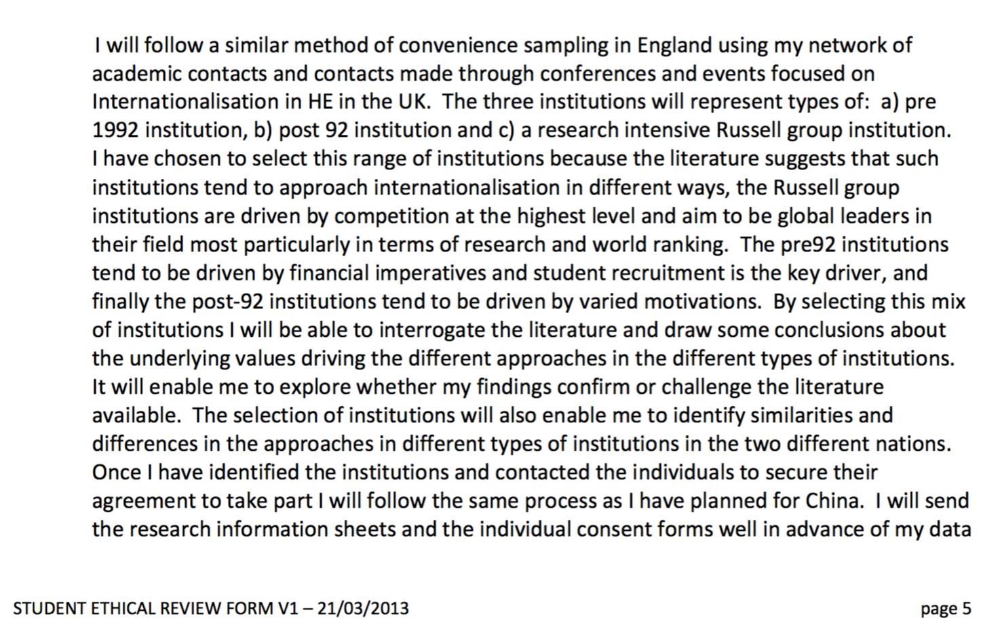 I will follow a similar method of convenience sampling in England using my network of
academic contacts and contacts made through conferences and events focused on
Internationalisation in HE in the UK.  The three institutions will represent types of:  a) pre
1992 institution, b) post 92 institution and c) a research intensive Russell group institution.
I have chosen to select this range of institutions because the literature suggests that such
institutions tend to approach internationalisation in different ways, the Russell group
institutions are driven by competition at the highest level and aim to be global leaders in
their field most particularly in terms of research and world ranking.  The pre92 institutions
tend to be driven by financial imperatives and student recruitment is the key driver, and
finally the post-92 institutions tend to be driven by varied motivations.  By selecting this mix
of institutions I will be able to interrogate the literature and draw some conclusions about
the underlying values driving the different approaches in the different types of institutions.
It will enable me to explore whether my findings confirm or challenge the literature
available.  The selection of institutions will also enable me to identify similarities and
differences in the approaches in different types of institutions in the two different nations.
Once I have identified the institutions and contacted the individuals to secure their
agreement to take part I will follow the same process as I have planned for China.  I will send
the research information sheets and the individual consent forms well in advance of my data
STUDENT ETHICAL REVIEW FORM V1 – 21/03/2013 page 5